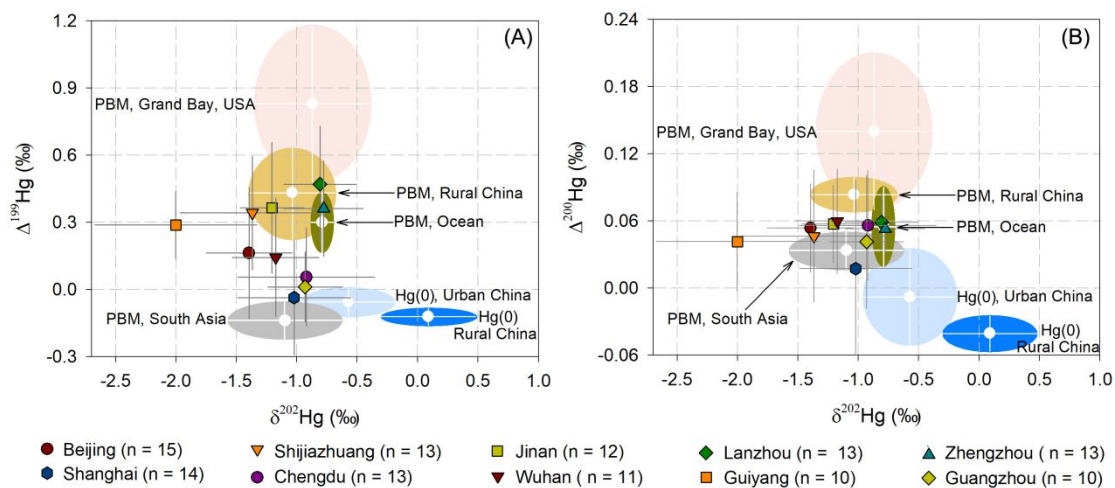 (A)
1.2
0.9
0.6
0.3
0.0
-0.3
Δ¹⁹⁹Hg (‰)
PBM, Grand Bay, USA
PBM, Rural China
PBM, Ocean
PBM, South Asia
Hg(0), Urban China
Hg(0)
Rural China
-2.5 -2.0 -1.5 -1.0 -0.5 0.0 0.5 1.0
δ²⁰²Hg (‰)
(B)
0.24
0.18
0.12
0.06
0.00
-0.06
Δ²⁰⁰Hg (‰)
PBM, Grand Bay, USA
PBM, Rural China
PBM, Ocean
PBM, South Asia
Hg(0), Urban China
Hg(0)
Rural China
-2.5 -2.0 -1.5 -1.0 -0.5 0.0 0.5 1.0
δ²⁰²Hg (‰)
Beijing (n = 15) Shijiazhuang (n = 13) Jinan (n = 12) Lanzhou (n = 13) Zhengzhou ( n = 13)
Shanghai (n = 14) Chengdu (n = 13) Wuhan ( n = 11) Guiyang (n = 10) Guangzhou (n = 10)